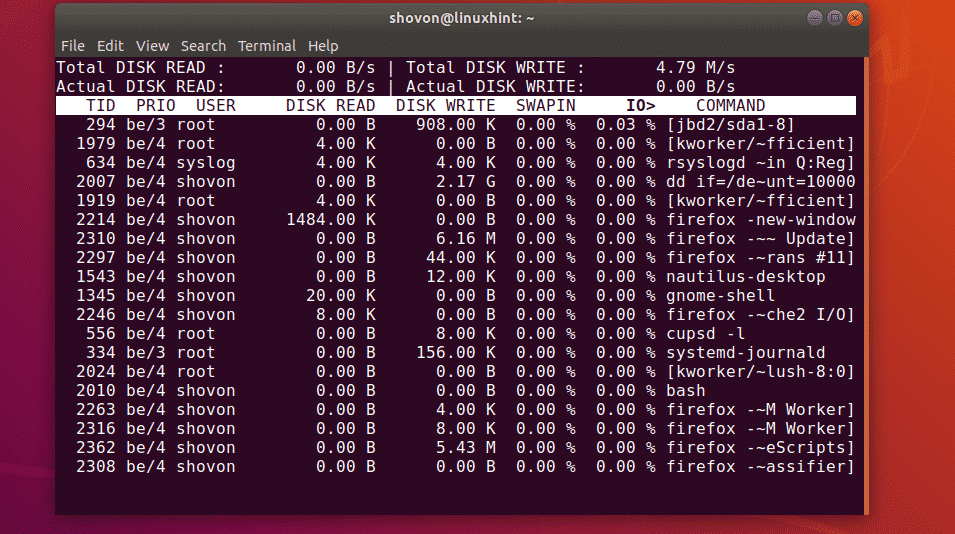 shovon@linuxhint: ~
File Edit View Search Terminal Help
Total DISK READ :       0.00 B/s | Total DISK WRITE :       4.79 M/s
Actual DISK READ:       0.00 B/s | Actual DISK WRITE:       0.00 B/s
TID  PRIO  USER     DISK READ  DISK WRITE  SWAPIN     IO>    COMMAND
294 be/3 root        0.00 B    908.00 K  0.00 %  0.03 % [jbd2/sda1-8]
1979 be/4 root        4.00 K      0.00 B  0.00 %  0.00 % [kworker/~fficient]
634 be/4 syslog      4.00 K      4.00 K  0.00 %  0.00 % rsyslogd ~in Q:Reg]
2007 be/4 shovon      0.00 B      2.17 G  0.00 %  0.00 % dd if=/de~unt=10000
1919 be/4 root        4.00 K      0.00 B  0.00 %  0.00 % [kworker/~fficient]
2214 be/4 shovon   1484.00 K      0.00 B  0.00 %  0.00 % firefox -new-window
2310 be/4 shovon      0.00 B      6.16 M  0.00 %  0.00 % firefox -~~ Update]
2297 be/4 shovon      0.00 B     44.00 K  0.00 %  0.00 % firefox -~rans #11]
1543 be/4 shovon      0.00 B     12.00 K  0.00 %  0.00 % nautilus-desktop
1345 be/4 shovon     20.00 K      0.00 B  0.00 %  0.00 % gnome-shell
2246 be/4 shovon      8.00 K      0.00 B  0.00 %  0.00 % firefox -~che2 I/O]
556 be/4 root        0.00 B      8.00 K  0.00 %  0.00 % cupsd -l
334 be/3 root        0.00 B    156.00 K  0.00 %  0.00 % systemd-journald
2024 be/4 root        0.00 B      0.00 B  0.00 %  0.00 % [kworker/~lush-8:0]
2010 be/4 shovon      0.00 B      0.00 B  0.00 %  0.00 % bash
2263 be/4 shovon      0.00 B      4.00 K  0.00 %  0.00 % firefox -~M Worker]
2316 be/4 shovon      0.00 B      8.00 K  0.00 %  0.00 % firefox -~M Worker]
2362 be/4 shovon      0.00 B      5.43 M  0.00 %  0.00 % firefox -~eScripts]
2308 be/4 shovon      0.00 B      0.00 B  0.00 %  0.00 % firefox -~assifier]